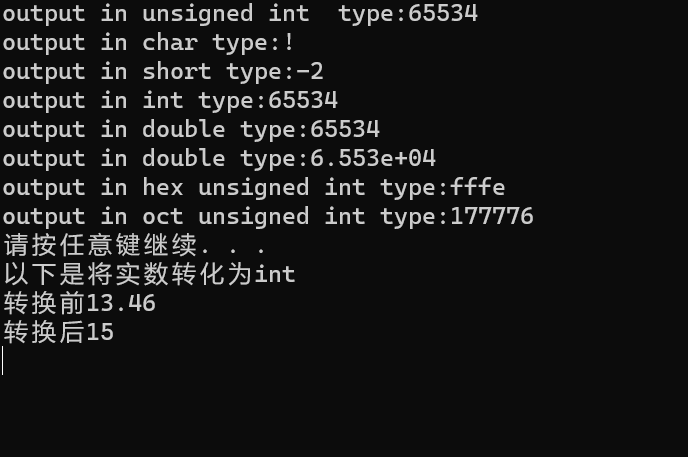 output in unsigned int  type:65534
output in char type:!
output in short type:-2
output in int type:65534
output in double type:65534
output in double type:6.553e+04
output in hex unsigned int type:fffe
output in oct unsigned int type:177776
请按任意键继续. . .
以下是将实数转化为int
转换前13.46
转换后15